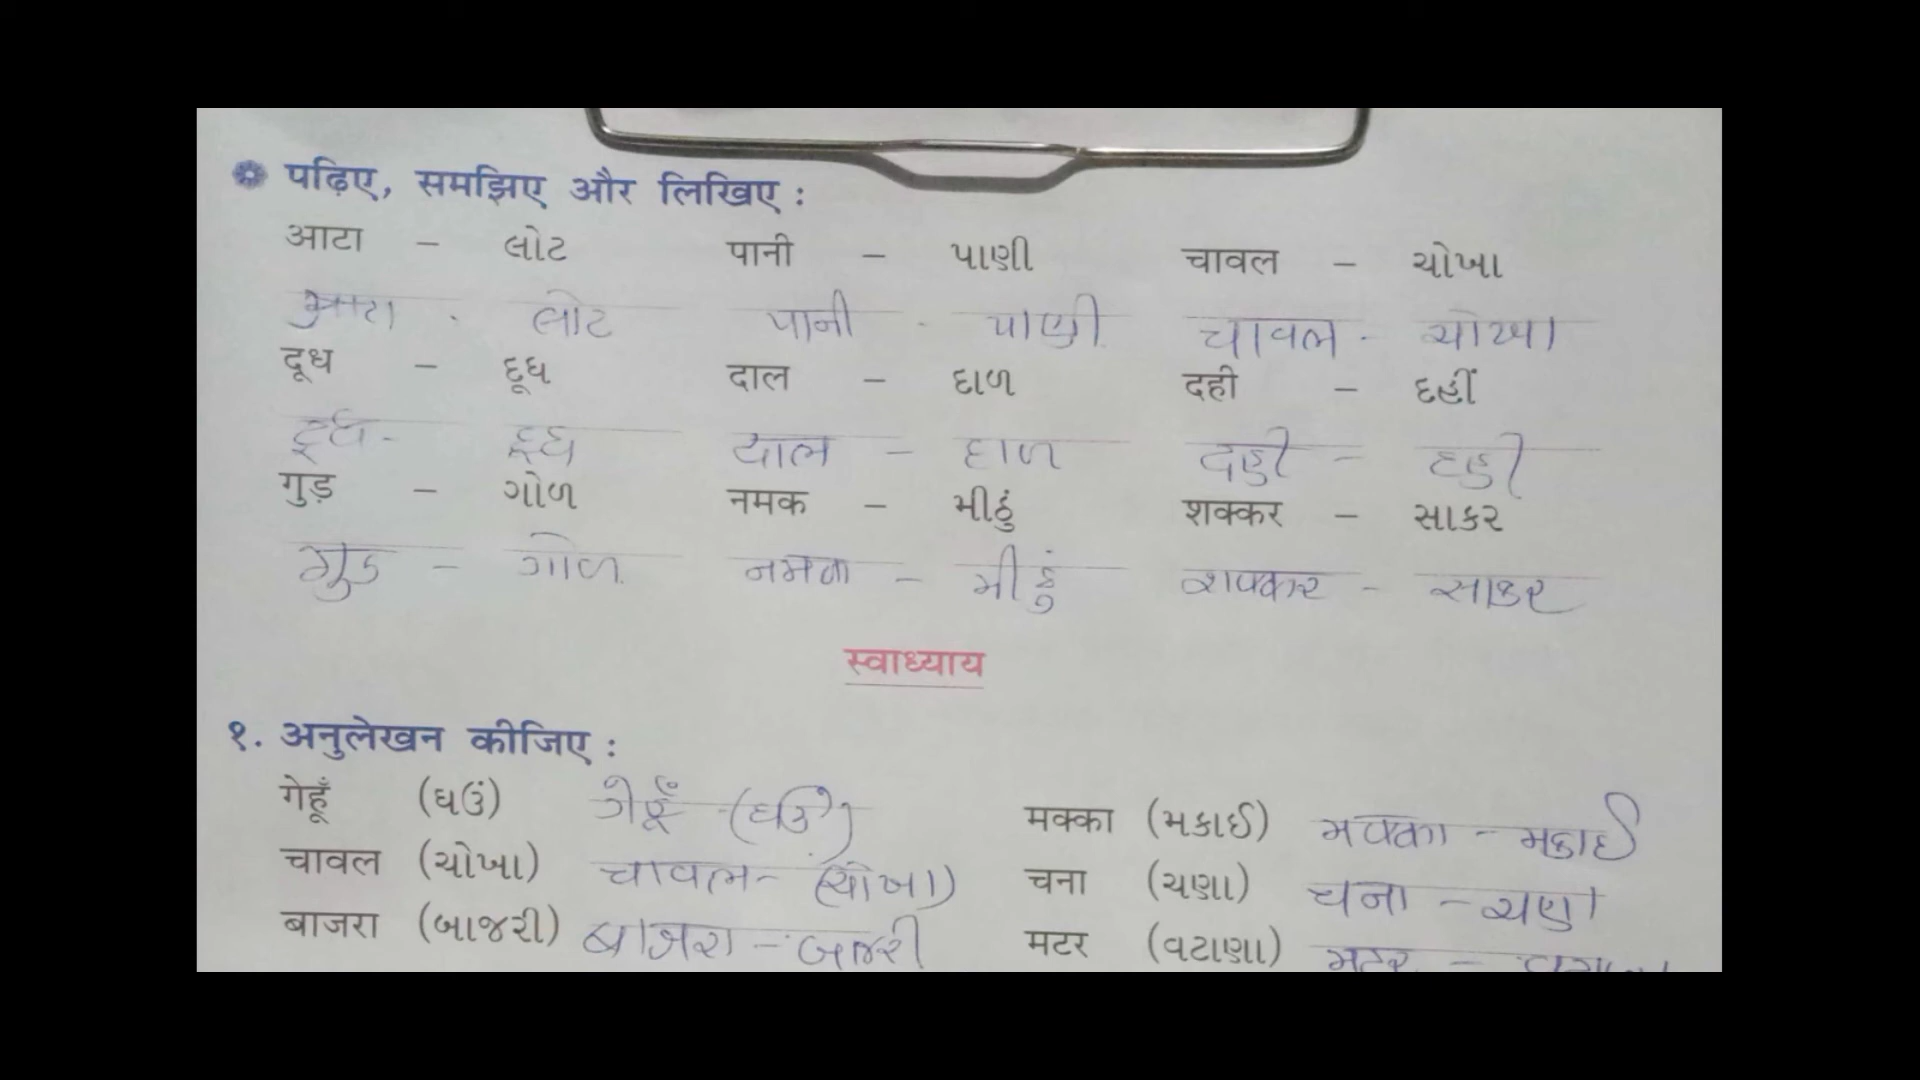 पढ़िए, समझिए और लिखिए :
आटा – લોટ पानी – પાણી चावल – ચોખા
आटा - લોટ पानी - પાણી चावल - ચોખા
दूध – દૂધ दाल – દાળ दही – દહીં
दूध - દૂધ दाल - દાળ दही - દહી
गुड़ – ગોળ नमक – મીઠું शक्कर – સાકર
गुड - ગોળ नमक - મીઠું शक्कर - સાકર
स्वाध्याय
१. अनुलेखन कीजिए :
गेहूँ (ઘઉં) गेहूँ - (ઘઉં) मक्का (મકાઈ) मक्का - મકાઈ
चावल (ચોખા) चावल - (ચોખા) चना (ચણા) चना - ચણા
बाजरा (બાજરી) बाजरा - બાજરી मटर (વટાણા) मटर -